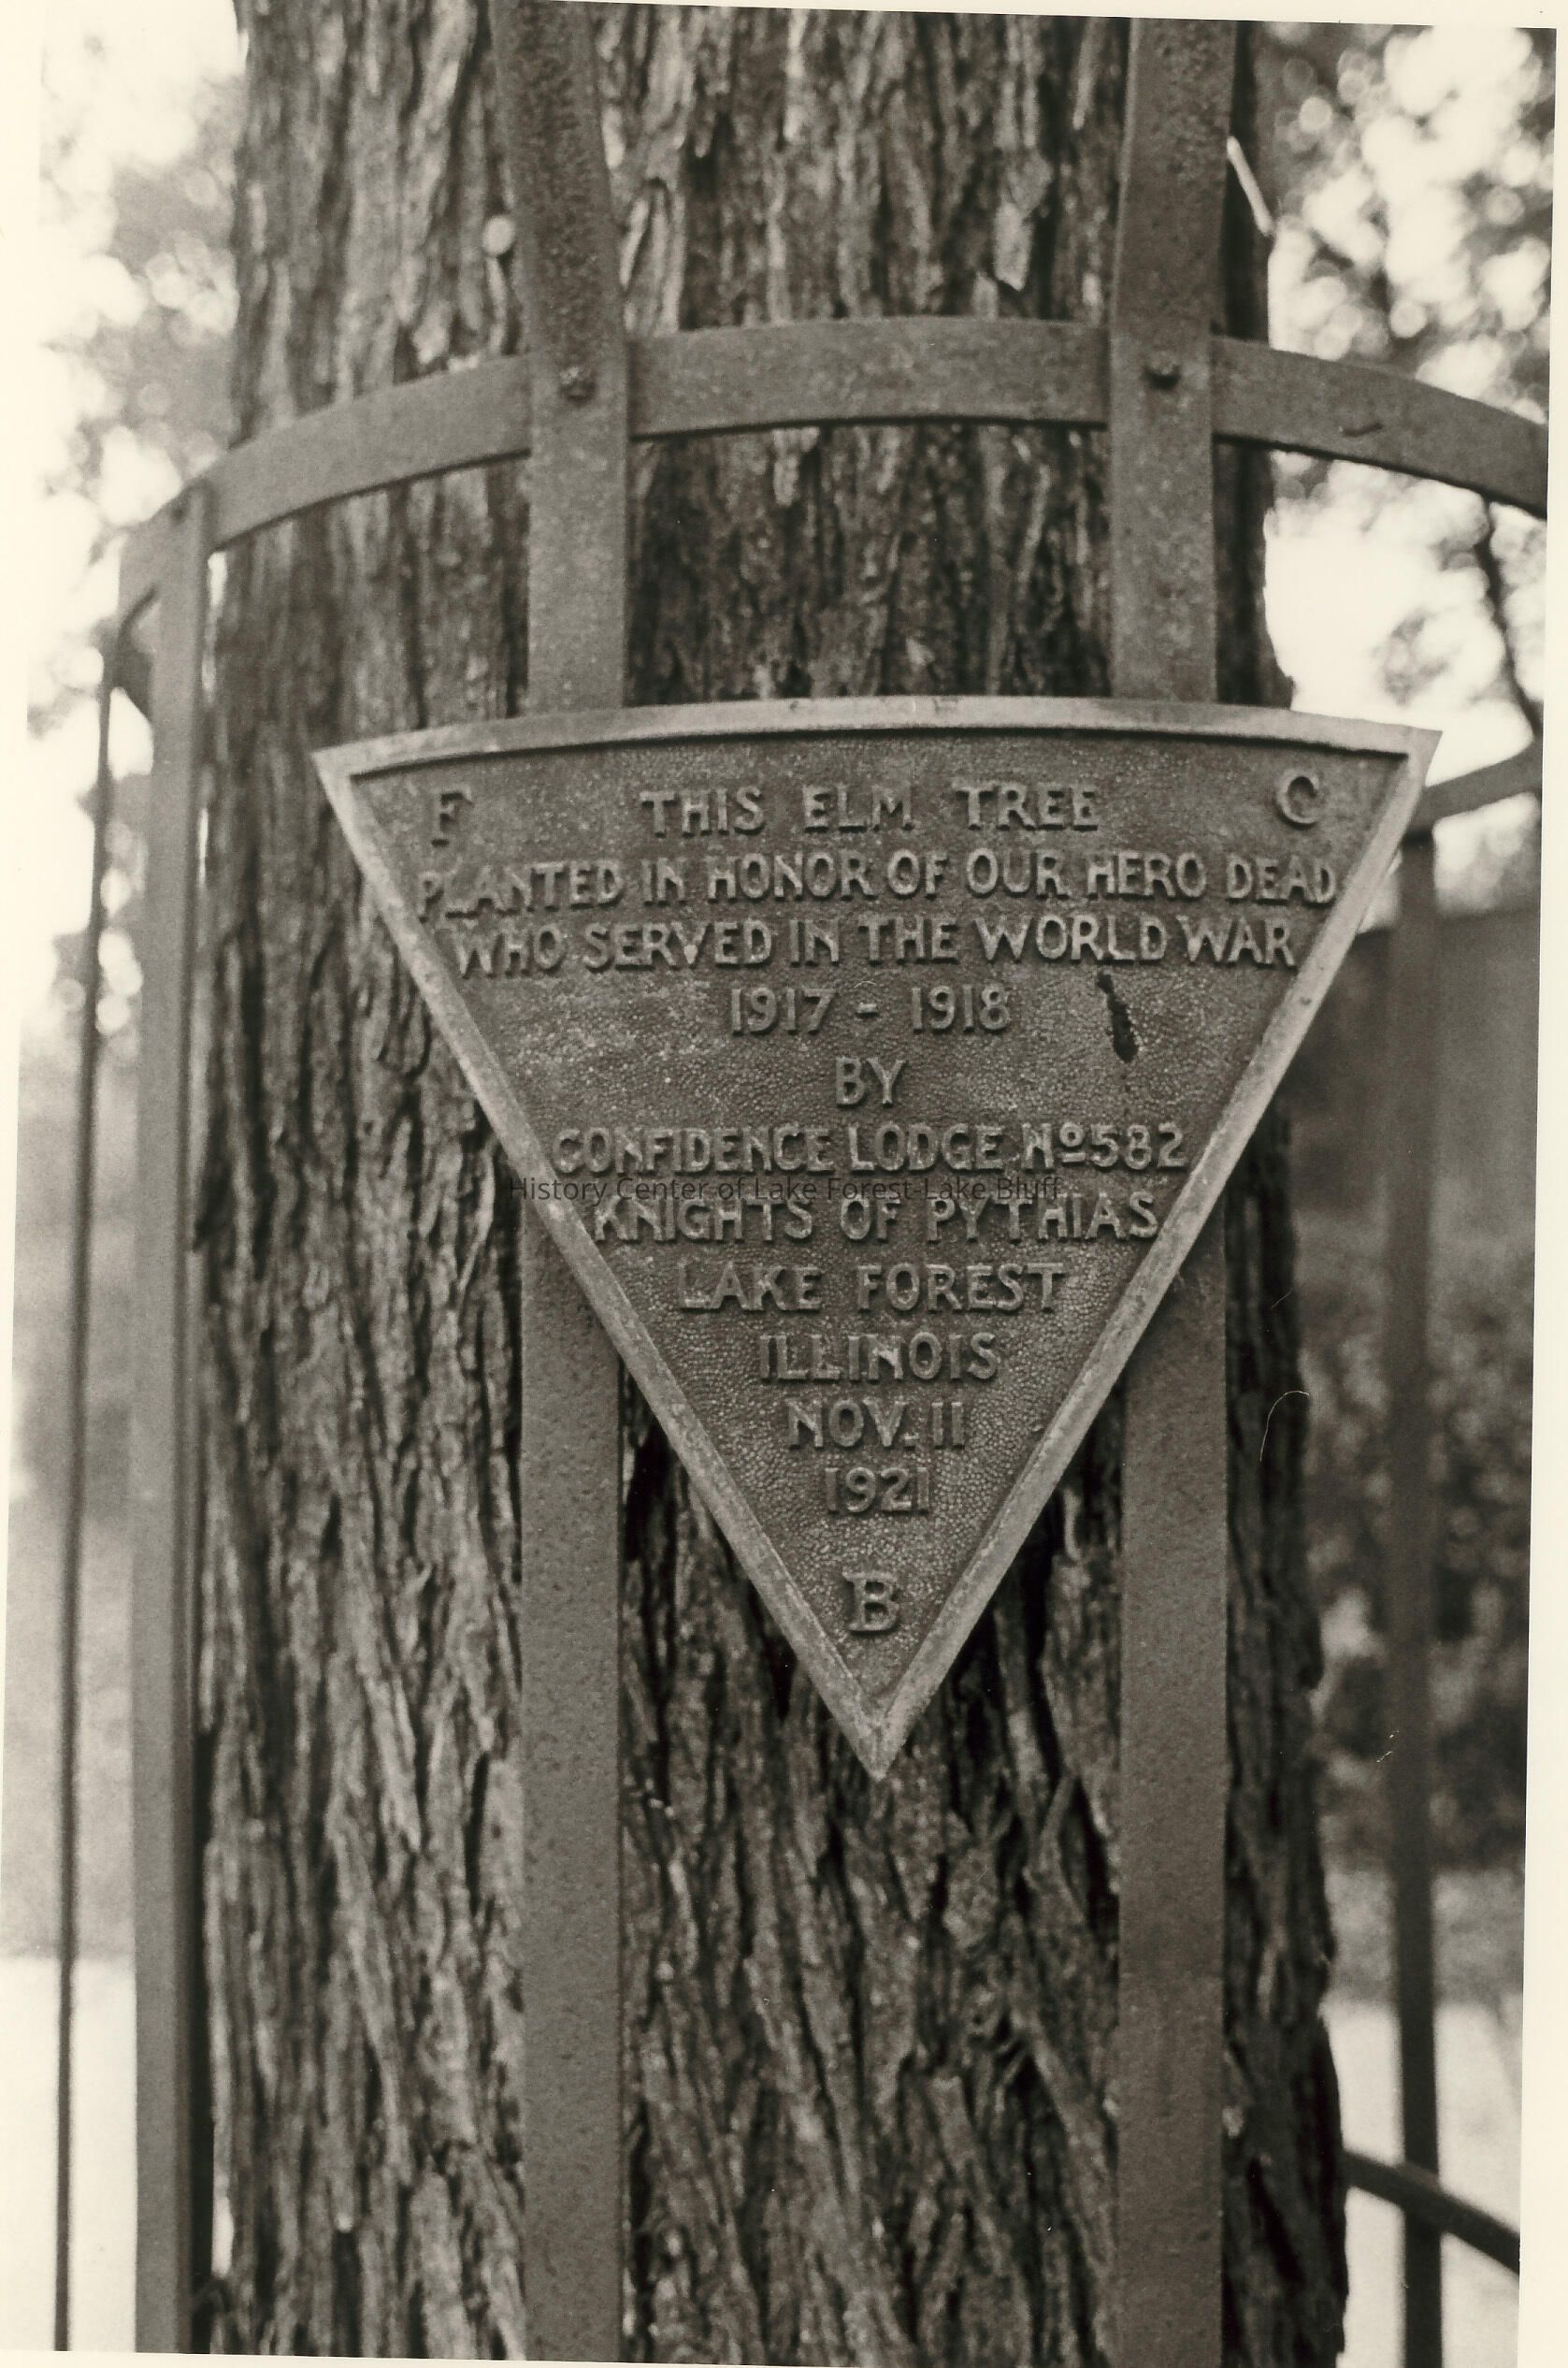 F THIS ELM TREE C
PLANTED IN HONOR OF OUR HERO DEAD
WHO SERVED IN THE WORLD WAR
1917 - 1918
BY
CONFIDENCE LODGE Nº582
History Center of Lake Forest-Lake Bluff
KNIGHTS OF PYTHIAS
LAKE FOREST
ILLINOIS
NOV. 11
1921
B